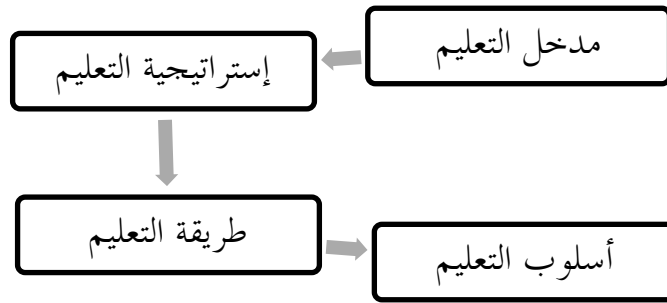 مدخل التعليم
إستراتيجية التعليم
طريقة التعليم
أسلوب التعليم